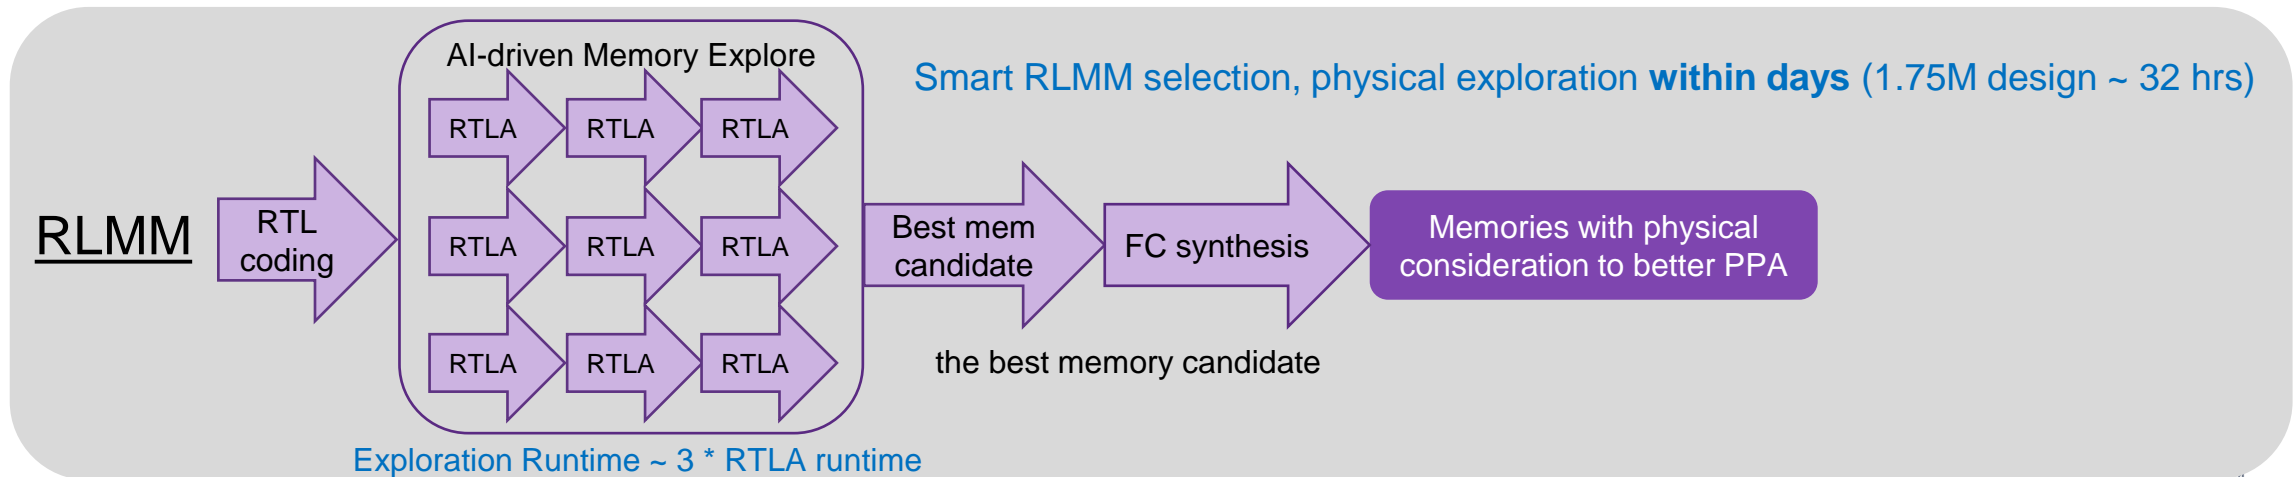 AI-driven Memory Explore
Smart RLMM selection, physical exploration within days (1.75M design ~ 32 hrs)
RTLA RTLA RTLA
RLMM
RTL
coding
RTLA RTLA RTLA
Best mem
candidate
FC synthesis
Memories with physical
consideration to better PPA
RTLA RTLA RTLA
the best memory candidate
Exploration Runtime ~ 3 * RTLA runtime